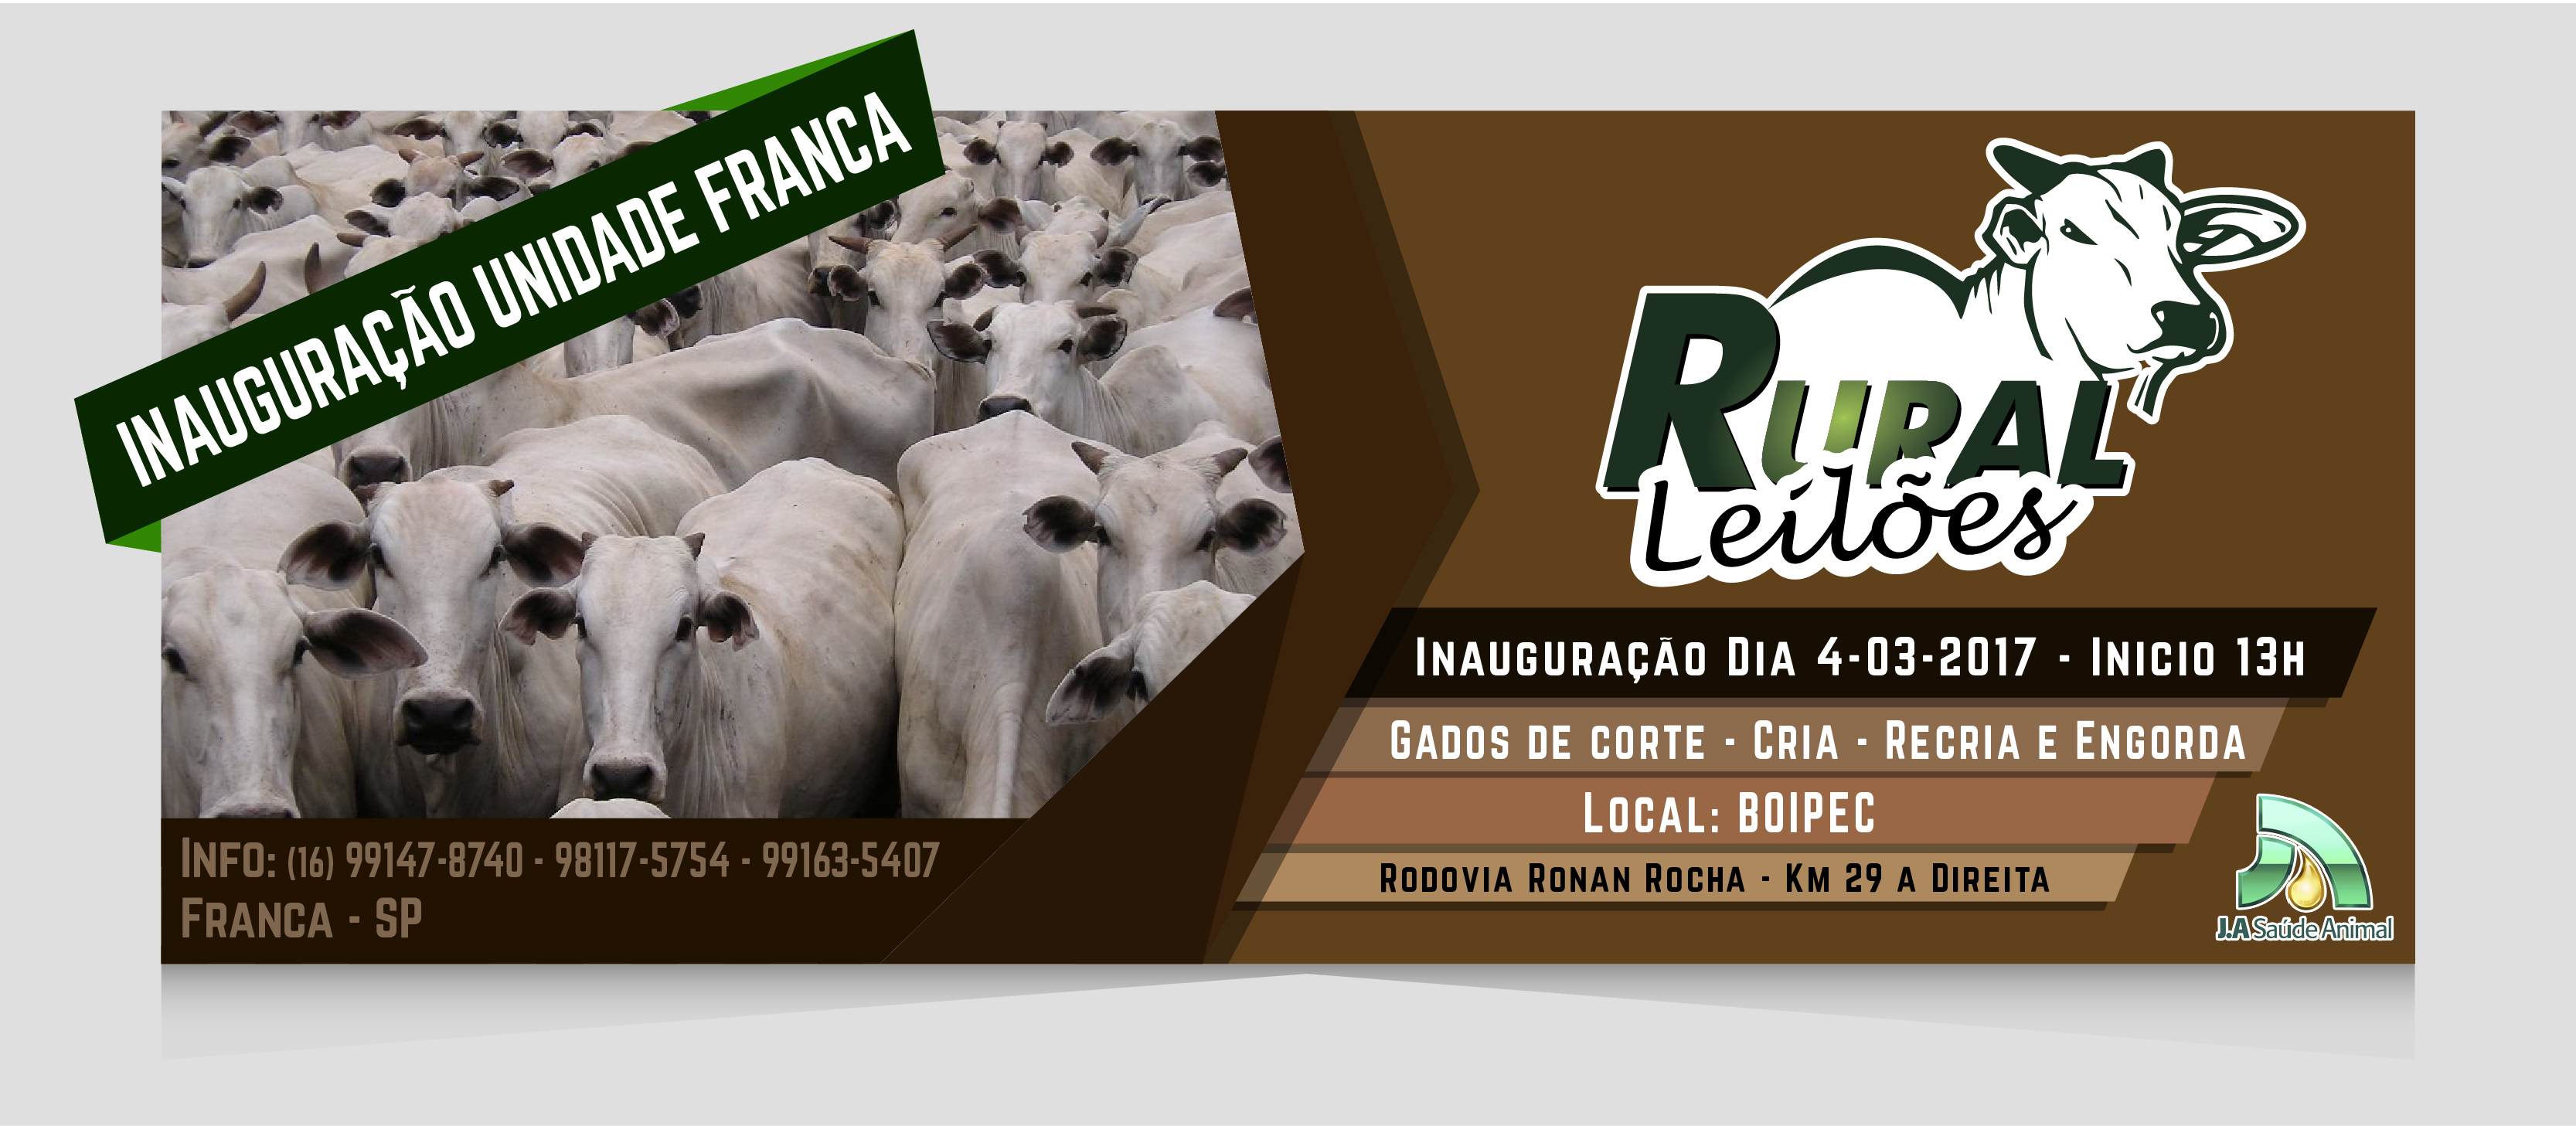 INAUGURAÇÃO UNIDADE FRANCA
RURAL
Leilões
INAUGURAÇÃO DIA 4-03-2017 - INICIO 13H
GADOS DE CORTE - CRIA - RECRIA E ENGORDA
LOCAL: BOIPEC
RODOVIA RONAN ROCHA - KM 29 A DIREITA
INFO: (16) 99147-8740 - 98117-5754 - 99163-5407
FRANCA - SP
J.A Saúde Animal